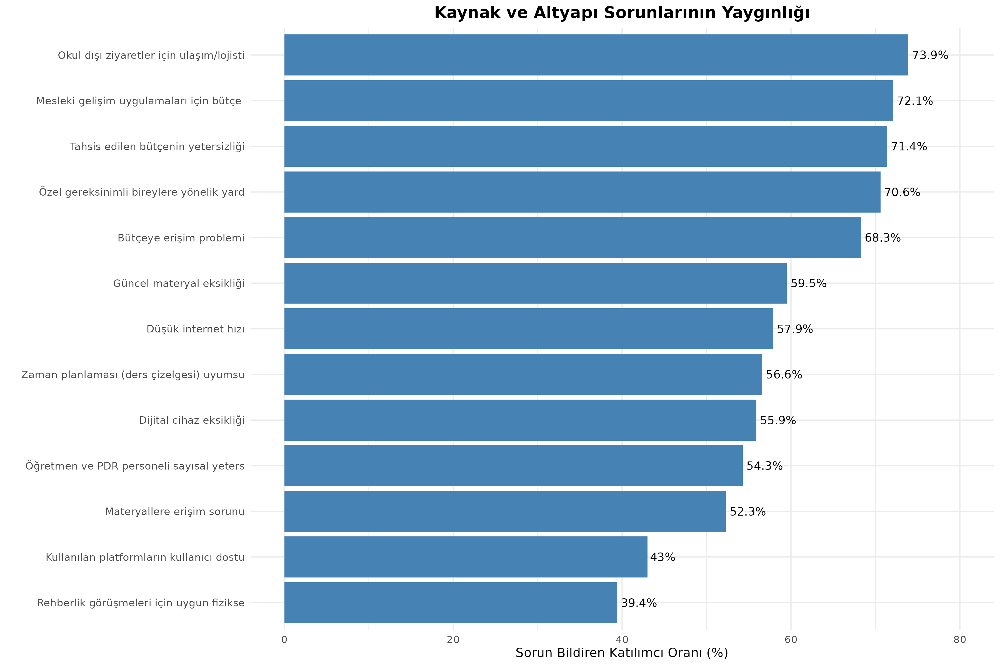 Kaynak ve Altyapı Sorunlarının Yaygınlığı
Okul dışı ziyaretler için ulaşım/lojisti 73.9%
Mesleki gelişim uygulamaları için bütçe 72.1%
Tahsis edilen bütçenin yetersizliği 71.4%
Özel gereksinimli bireylere yönelik yard 70.6%
Bütçeye erişim problemi 68.3%
Güncel materyal eksikliği 59.5%
Düşük internet hızı 57.9%
Zaman planlaması (ders çizelgesi) uyumsu 56.6%
Dijital cihaz eksikliği 55.9%
Öğretmen ve PDR personeli sayısal yeters 54.3%
Materyallere erişim sorunu 52.3%
Kullanılan platformların kullanıcı dostu 43%
Rehberlik görüşmeleri için uygun fizikse 39.4%
0 20 40 60 80
Sorun Bildiren Katılımcı Oranı (%)